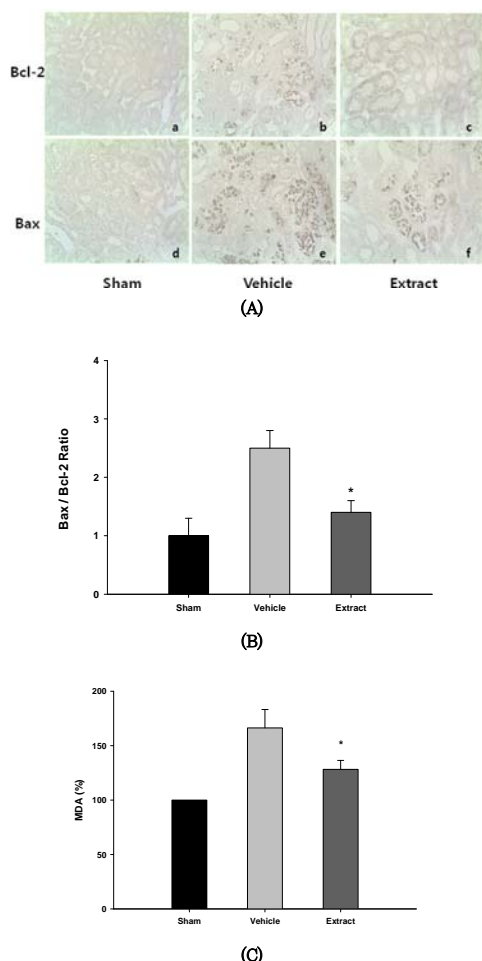 Bcl-2
a b c
Bax
d e f
Sham Vehicle Extract
(A)
4
3
2
1
0
Bax / Bcl-2 Ratio
*
Sham Vehicle Extract
(B)
200
150
100
50
0
MDA (%)
*
Sham Vehicle Extract
(C)